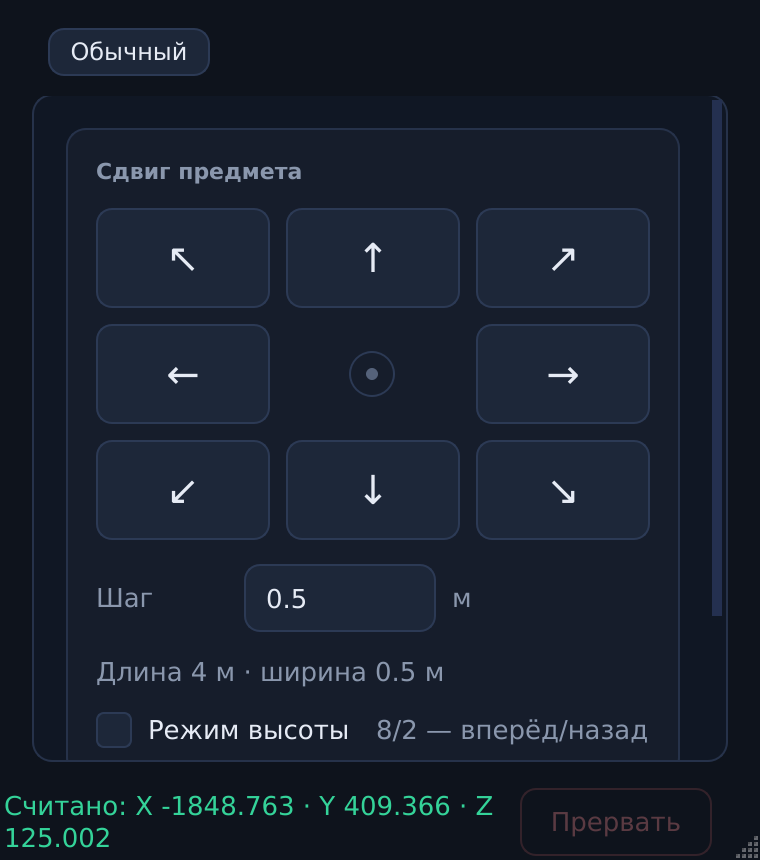 Обычный
Сдвиг предмета
↖ ↑ ↗
← →
↙ ↓ ↘
Шаг 0.5 м
Длина 4 м · ширина 0.5 м
Режим высоты 8/2 — вперёд/назад
Считано: X -1848.763 · Y 409.366 · Z
125.002
Прервать